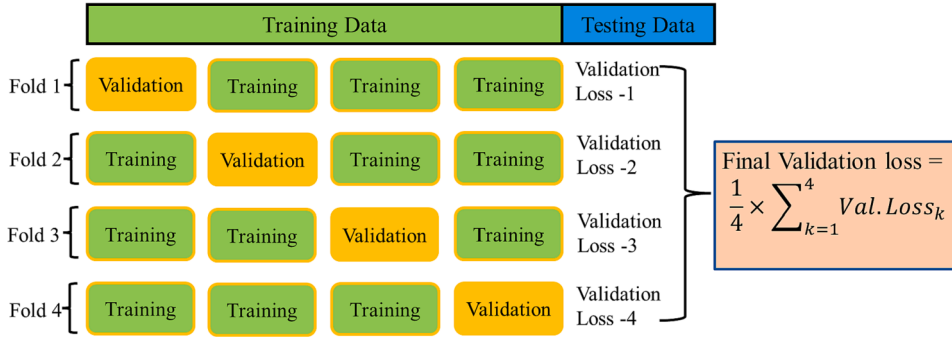 Training Data Testing Data
Fold 1 Validation Training Training Training Validation
Loss -1
Fold 2 Training Validation Training Training Validation
Loss -2
Fold 3 Training Training Validation Training Validation
Loss -3
Fold 4 Training Training Training Validation Validation
Loss -4
Final Validation loss =
1/4 × ∑_{k=1}^{4} Val.Loss_k